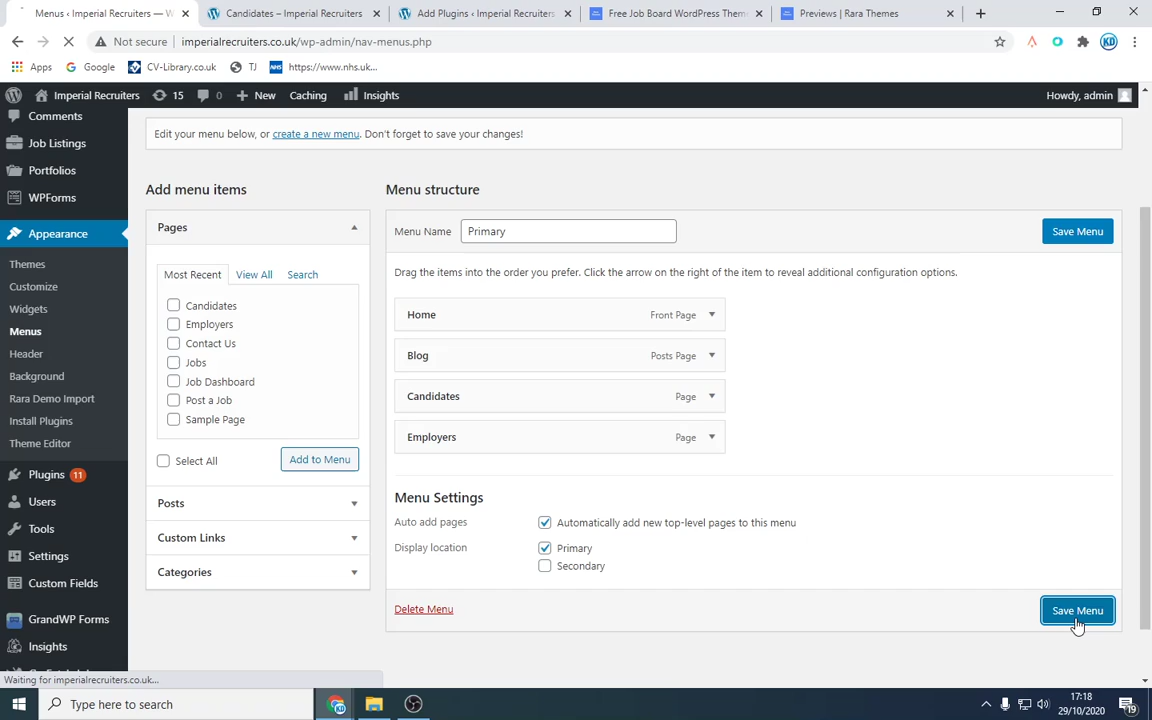 Menus ‹ Imperial Recruiters — W
Candidates – Imperial Recruiters
Add Plugins ‹ Imperial Recruiters
Free Job Board WordPress Them
Previews | Rara Themes
Not secure
imperialrecruiters.co.uk/wp-admin/nav-menus.php
Apps
Google
CV-Library.co.uk
TJ
NHS
https://www.nhs.uk...
Imperial Recruiters
15
0
New
Caching
Insights
Howdy, admin
Comments
Job Listings
Portfolios
WPForms
Appearance
Themes
Customize
Widgets
Menus
Header
Background
Rara Demo Import
Install Plugins
Theme Editor
Plugins 11
Users
Tools
Settings
Custom Fields
GrandWP Forms
Insights
Edit your menu below, or create a new menu. Don't forget to save your changes!
Add menu items
Pages
Most Recent
View All
Search
Candidates
Employers
Contact Us
Jobs
Job Dashboard
Post a Job
Sample Page
Select All
Add to Menu
Posts
Custom Links
Categories
Menu structure
Menu Name
Primary
Save Menu
Drag the items into the order you prefer. Click the arrow on the right of the item to reveal additional configuration options.
Home
Front Page
Blog
Posts Page
Candidates
Page
Employers
Page
Menu Settings
Auto add pages
Automatically add new top-level pages to this menu
Display location
Primary
Secondary
Delete Menu
Save Menu
Waiting for imperialrecruiters.co.uk...
Type here to search
17:18
29/10/2020
19
KD